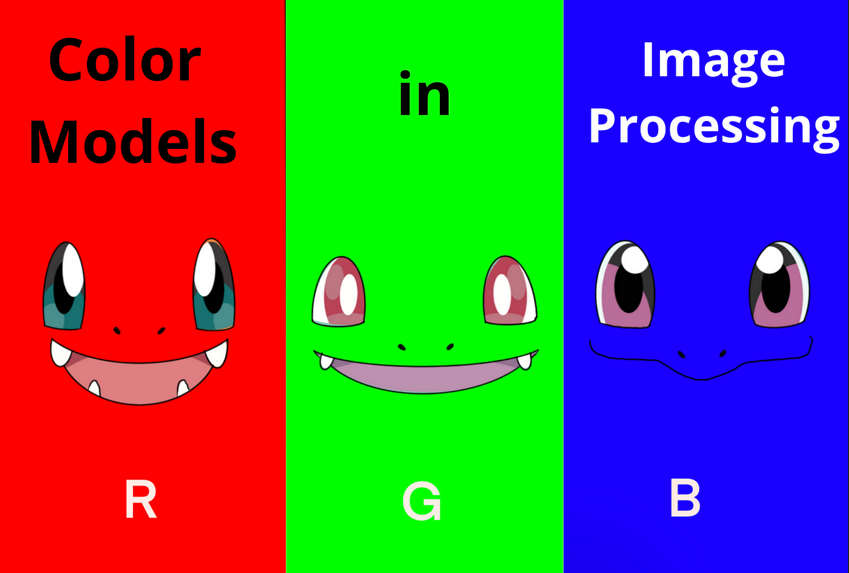 Color
Models
in
Image
Processing
R
G
B